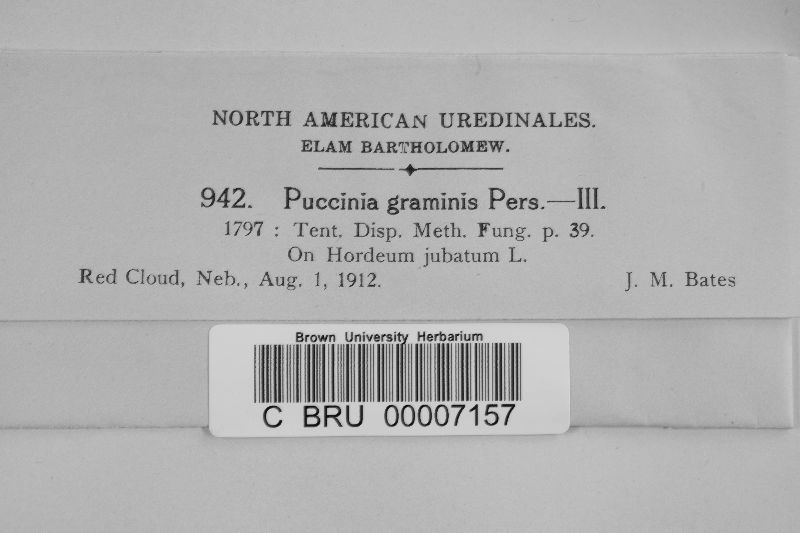 NORTH AMERICAN UREDINALES.
ELAM BARTHOLOMEW.
942. Puccinia graminis Pers.—III.
1797 : Tent. Disp. Meth. Fung. p. 39.
On Hordeum jubatum L.
Red Cloud, Neb., Aug. 1, 1912. J. M. Bates
Brown University Herbarium
C BRU 00007157